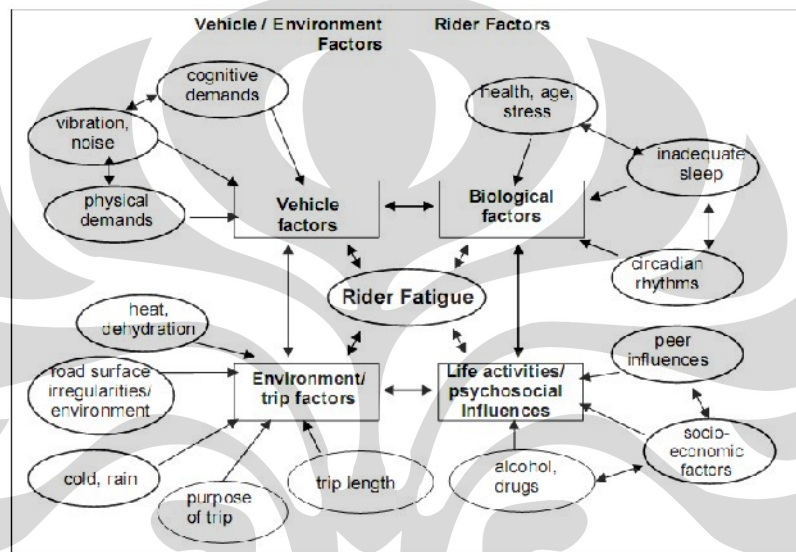 Vehicle / Environment
Factors
Rider Factors
cognitive
demands
health, age,
stress
vibration,
noise
inadequate
sleep
physical
demands
Vehicle
factors
Biological
factors
circadian
rhythms
Rider Fatigue
heat,
dehydration
peer
influences
road surface
irregularities/
environment
Environment/
trip factors
Life activities/
psychosocial
Influences
socio-
economic
factors
cold, rain
purpose
of trip
trip length
alcohol,
drugs